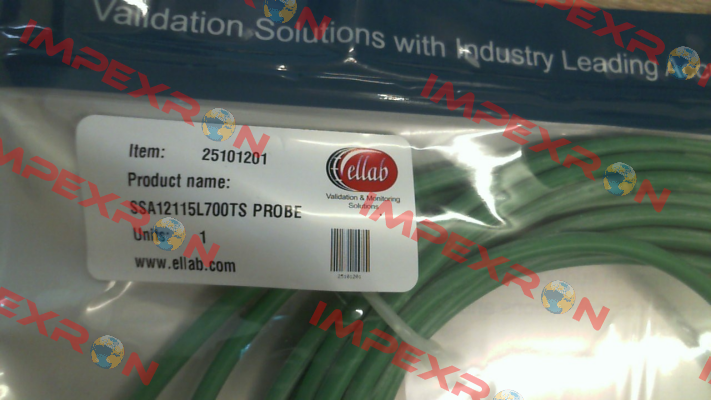 Validation Solutions with Industry Leading
Item: 25101201
Product name:
SSA12115L700TS PROBE
Units: 1
www.ellab.com
ellab
Validation & Monitoring
Solutions
25101201
IMPEXRON
IMPEXRON
IMPEXRON
IMPEXRON
IMPEXRON
IMPEXRON